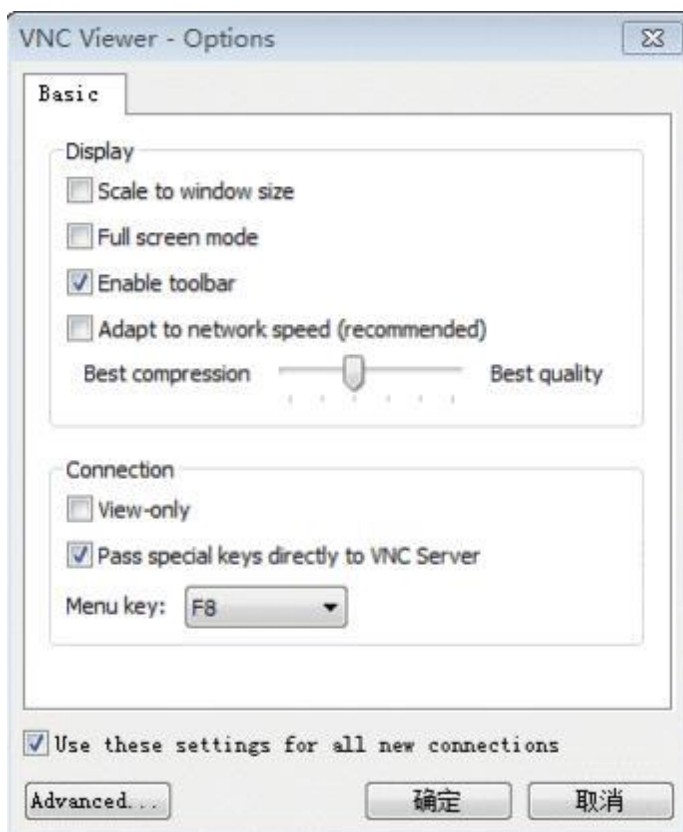 VNC Viewer - Options
Basic
Display
Scale to window size
Full screen mode
Enable toolbar
Adapt to network speed (recommended)
Best compression Best quality
Connection
View-only
Pass special keys directly to VNC Server
Menu key: F8
Use these settings for all new connections
Advanced... 确定 取消